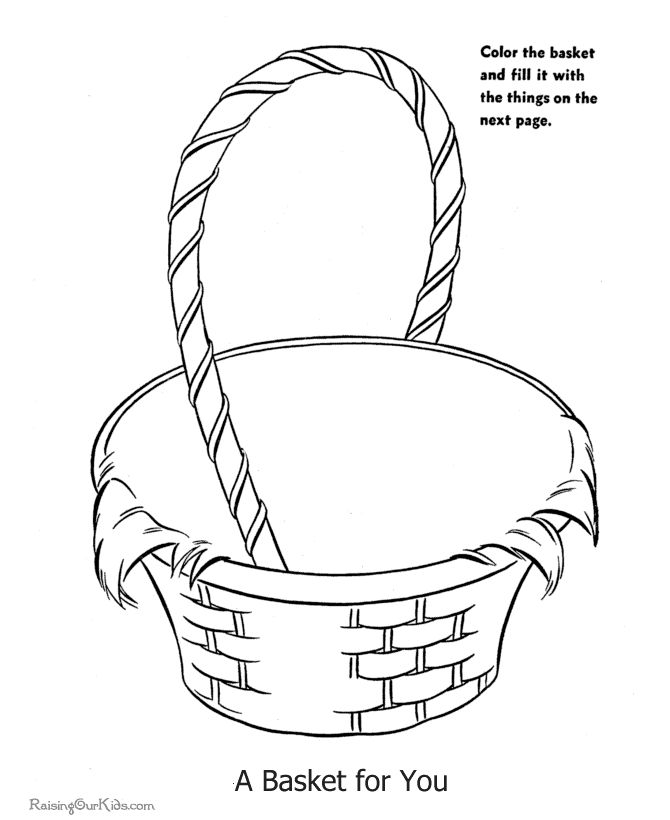 Color the basket
and fill it with
the things on the
next page.
A Basket for You
RaisingOurKids.com